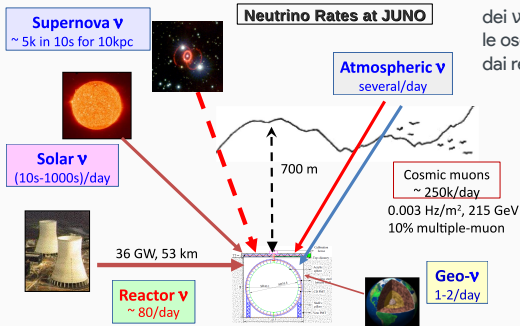 Neutrino Rates at JUNO
Supernova ν
~ 5k in 10s for 10kpc
dei ν
le osc
dai re
Atmospheric ν
several/day
Solar ν
(10s-1000s)/day
700 m
Cosmic muons
~ 250k/day
0.003 Hz/m², 215 GeV
10% multiple-muon
36 GW, 53 km
Reactor ν
~ 80/day
Geo-ν
1-2/day